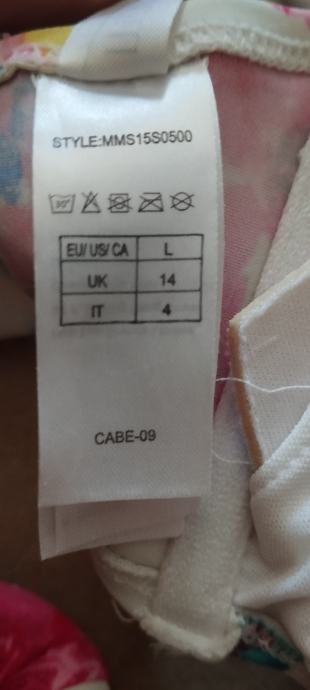 STYLE:MMS15S0500
30°
EU/ US/ CA L
UK 14
IT 4
CABE-09